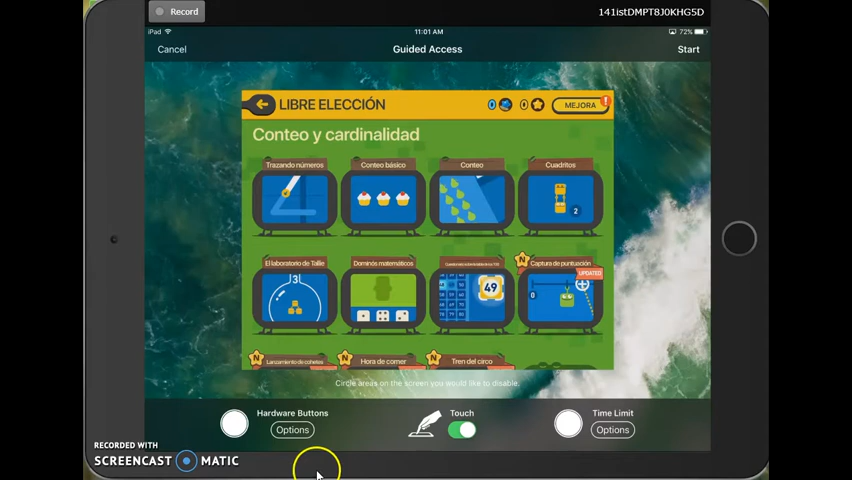 Record
141istDMPT8J0KHG5D
iPad 11:01 AM 72%
Cancel Guided Access Start
LIBRE ELECCIÓN 0 0 MEJORA !
Conteo y cardinalidad
Trazando números Conteo básico Conteo Cuadritos
2
El laboratorio de Tallie Dominós matemáticos N Captura de puntuación
UPDATED
3 49 0
N Lanzamiento de cohetes N Hora de comer N Tren del circo
Circle areas on the screen you would like to disable.
Hardware Buttons Touch Time Limit
Options Options
RECORDED WITH
SCREENCAST MATIC